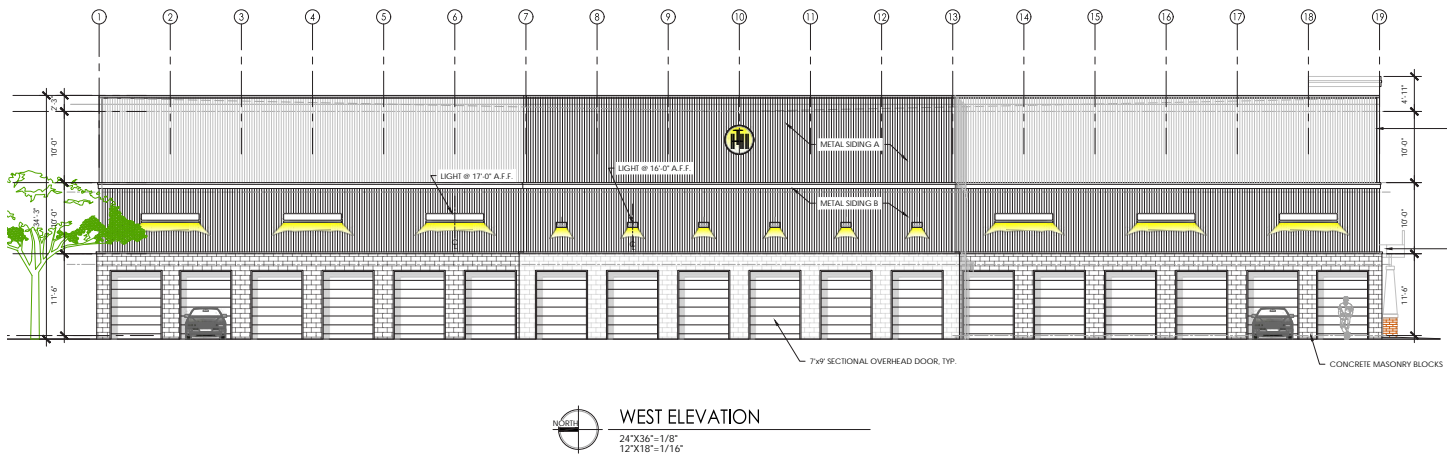 1 2 3 4 5 6 7 8 9 10 11 12 13 14 15 16 17 18 19
2'-3"
10'-0"
34'-3"
10'-0"
11'-6"
4'-11"
10'-0"
10'-0"
11'-6"
HI
METAL SIDING A
LIGHT @ 17'-0" A.F.F.
LIGHT @ 16'-0" A.F.F.
METAL SIDING B
7'x9' SECTIONAL OVERHEAD DOOR, TYP.
CONCRETE MASONRY BLOCKS
NORTH
WEST ELEVATION
24"X36"=1/8"
12"X18"=1/16"